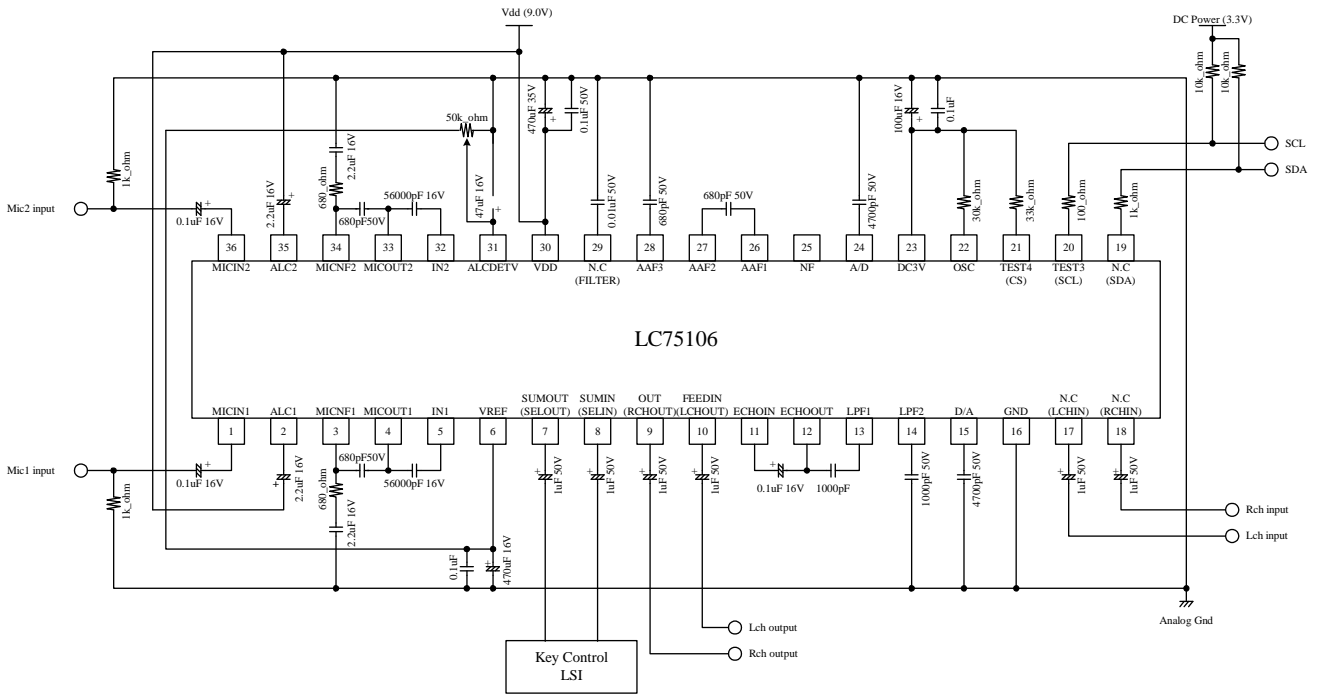 Vdd (9.0V)
DC Power (3.3V)
10k_ohm
10k_ohm
SCL
SDA
1k_ohm
Mic2 input
0.1uF 16V
2.2uF 16V
2.2uF 16V
680_ohm
680pF50V
56000pF 16V
50k_ohm
47uF 16V
470uF 35V
0.1uF 50V
0.01uF 50V
680pF 50V
680pF 50V
4700pF 50V
100uF 16V
0.1uF
30k_ohm
33k_ohm
100_ohm
1k_ohm
36
35
34
33
32
31
30
29
28
27
26
25
24
23
22
21
20
19
MICIN2
ALC2
MICNF2
MICOUT2
IN2
ALCDETV
VDD
N.C
(FILTER)
AAF3
AAF2
AAF1
NF
A/D
DC3V
OSC
TEST4
(CS)
TEST3
(SCL)
N.C
(SDA)
LC75106
MICIN1
ALC1
MICNF1
MICOUT1
IN1
VREF
SUMOUT
(SELOUT)
SUMIN
(SELIN)
OUT
(RCHOUT)
FEEDIN
(LCHOUT)
ECHOIN
ECHOOUT
LPF1
LPF2
D/A
GND
N.C
(LCHIN)
N.C
(RCHIN)
1
2
3
4
5
6
7
8
9
10
11
12
13
14
15
16
17
18
Mic1 input
0.1uF 16V
1k_ohm
2.2uF 16V
680_ohm
680pF50V
56000pF 16V
2.2uF 16V
0.1uF
470uF 16V
1uF 50V
1uF 50V
1uF 50V
1uF 50V
0.1uF 16V
1000pF
1000pF 50V
4700pF 50V
1uF 50V
1uF 50V
Rch input
Lch input
Analog Gnd
Lch output
Rch output
Key Control
LSI